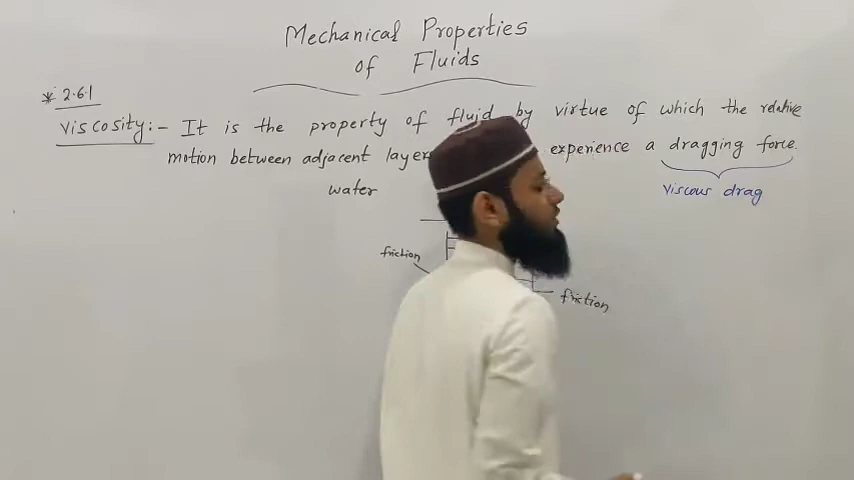 Mechanical Properties
of Fluids
* 2.6.1
Viscosity:- It is the property of fluid by virtue of which the relative
motion between adjacent layer experience a dragging force.
water
viscous drag
friction
friction